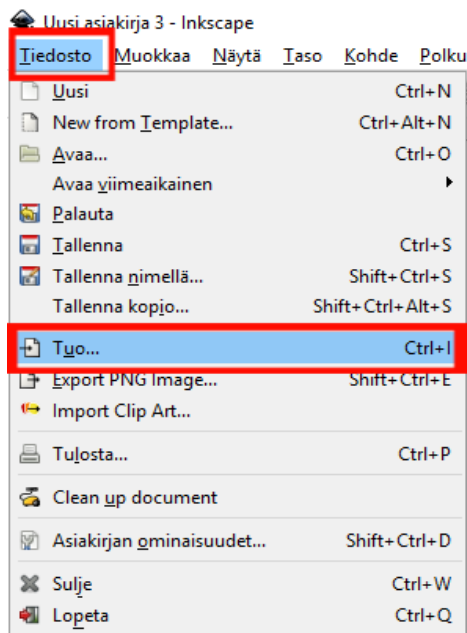 Uusi asiakirja 3 - Inkscape
Tiedosto Muokkaa Näytä Taso Kohde Polku
Uusi Ctrl+N
New from Template... Ctrl+Alt+N
Avaa... Ctrl+O
Avaa viimeaikainen
Palauta
Tallenna Ctrl+S
Tallenna nimellä... Shift+Ctrl+S
Tallenna kopio... Shift+Ctrl+Alt+S
Tuo... Ctrl+I
Export PNG Image... Shift+Ctrl+E
Import Clip Art...
Tulosta... Ctrl+P
Clean up document
Asiakirjan ominaisuudet... Shift+Ctrl+D
Sulje Ctrl+W
Lopeta Ctrl+Q